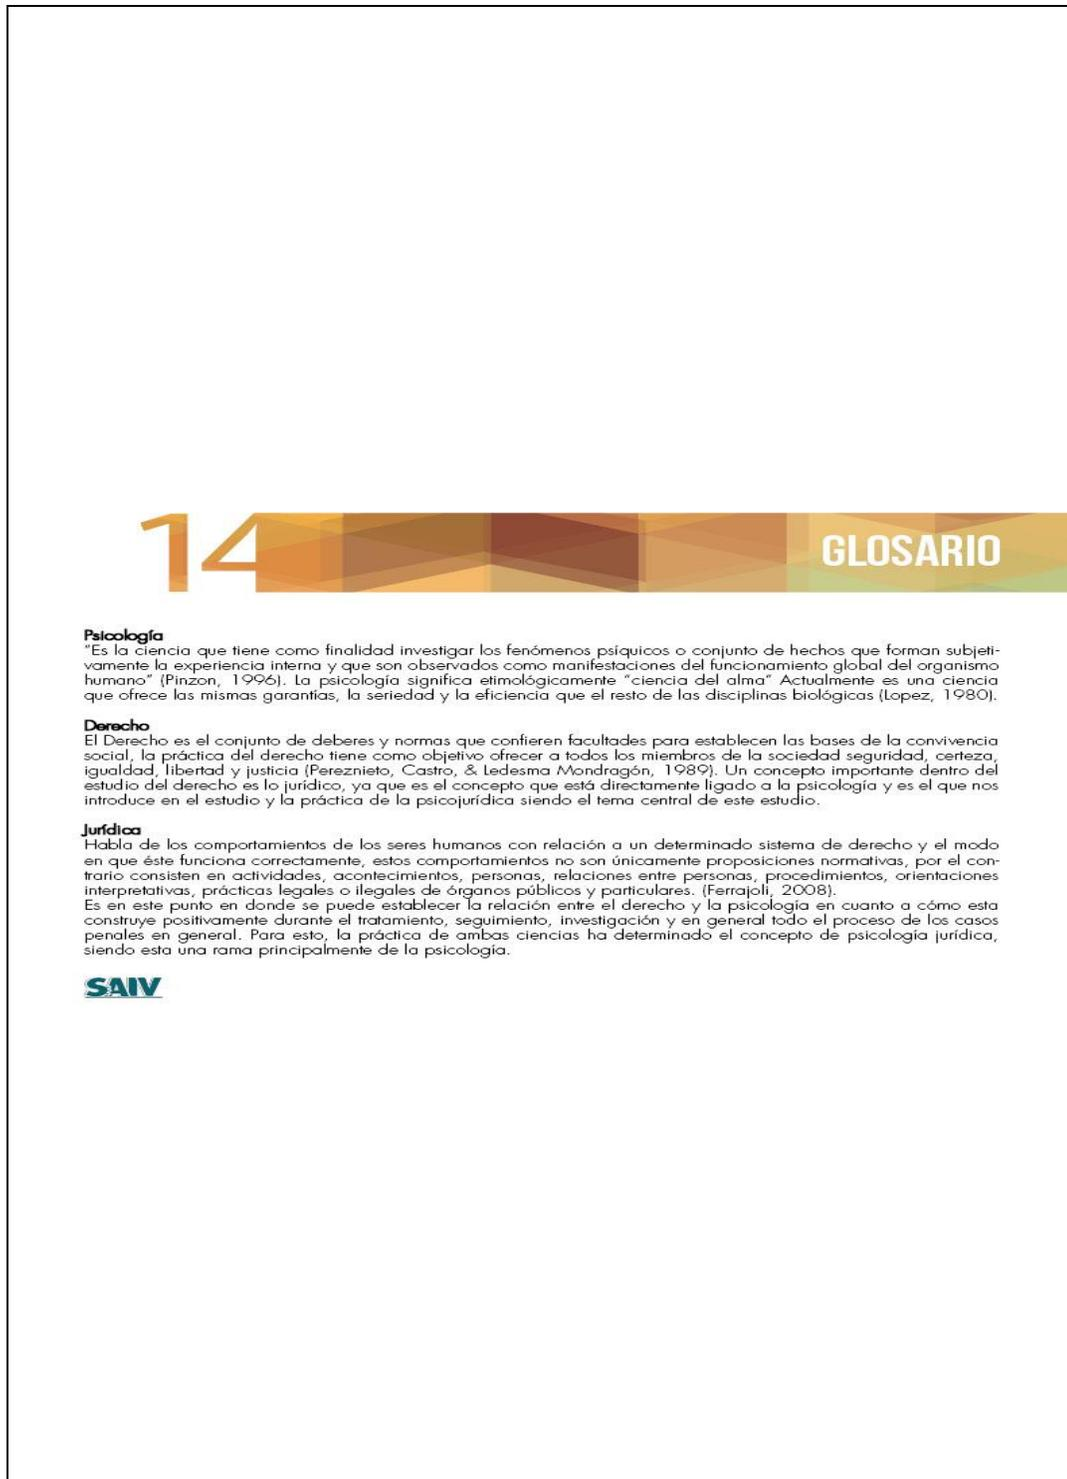 14
GLOSARIO
Psicología
“Es la ciencia que tiene como finalidad investigar los fenómenos psíquicos o conjunto de hechos que forman subjeti-
vamente la experiencia interna y que son observados como manifestaciones del funcionamiento global del organismo
humano” (Pinzon, 1996). La psicología significa etimológicamente “ciencia del alma” Actualmente es una ciencia
que ofrece las mismas garantías, la seriedad y la eficiencia que el resto de las disciplinas biológicas (Lopez, 1980).
Derecho
El Derecho es el conjunto de deberes y normas que confieren facultades para establecen las bases de la convivencia
social, la práctica del derecho tiene como objetivo ofrecer a todos los miembros de la sociedad seguridad, certeza,
igualdad, libertad y justicia (Pereznieto, Castro, & Ledesma Mondragón, 1989). Un concepto importante dentro del
estudio del derecho es lo jurídico, ya que es el concepto que está directamente ligado a la psicología y es el que nos
introduce en el estudio y la práctica de la psicojurídica siendo el tema central de este estudio.
Jurídica
Habla de los comportamientos de los seres humanos con relación a un determinado sistema de derecho y el modo
en que éste funciona correctamente, estos comportamientos no son únicamente proposiciones normativas, por el con-
trario consisten en actividades, acontecimientos, personas, relaciones entre personas, procedimientos, orientaciones
interpretativas, prácticas legales o ilegales de órganos públicos y particulares. (Ferrajoli, 2008).
Es en este punto en donde se puede establecer la relación entre el derecho y la psicología en cuanto a cómo esta
construye positivamente durante el tratamiento, seguimiento, investigación y en general todo el proceso de los casos
penales en general. Para esto, la práctica de ambas ciencias ha determinado el concepto de psicología jurídica,
siendo esta una rama principalmente de la psicología.
SAIV